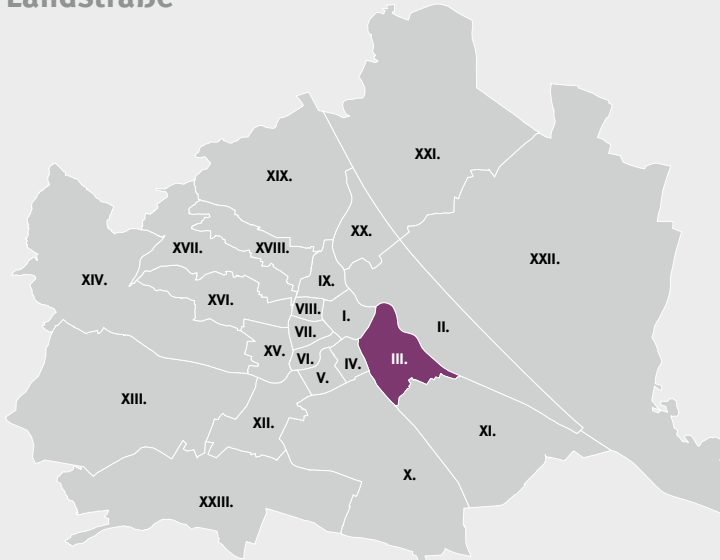 Landstraße
XXI.
XIX.
XX.
XVII.
XVIII.
XXII.
XIV.
IX.
XVI.
VIII.
I.
II.
VII.
XV.
VI.
IV.
III.
V.
XIII.
XII.
XI.
X.
XXIII.